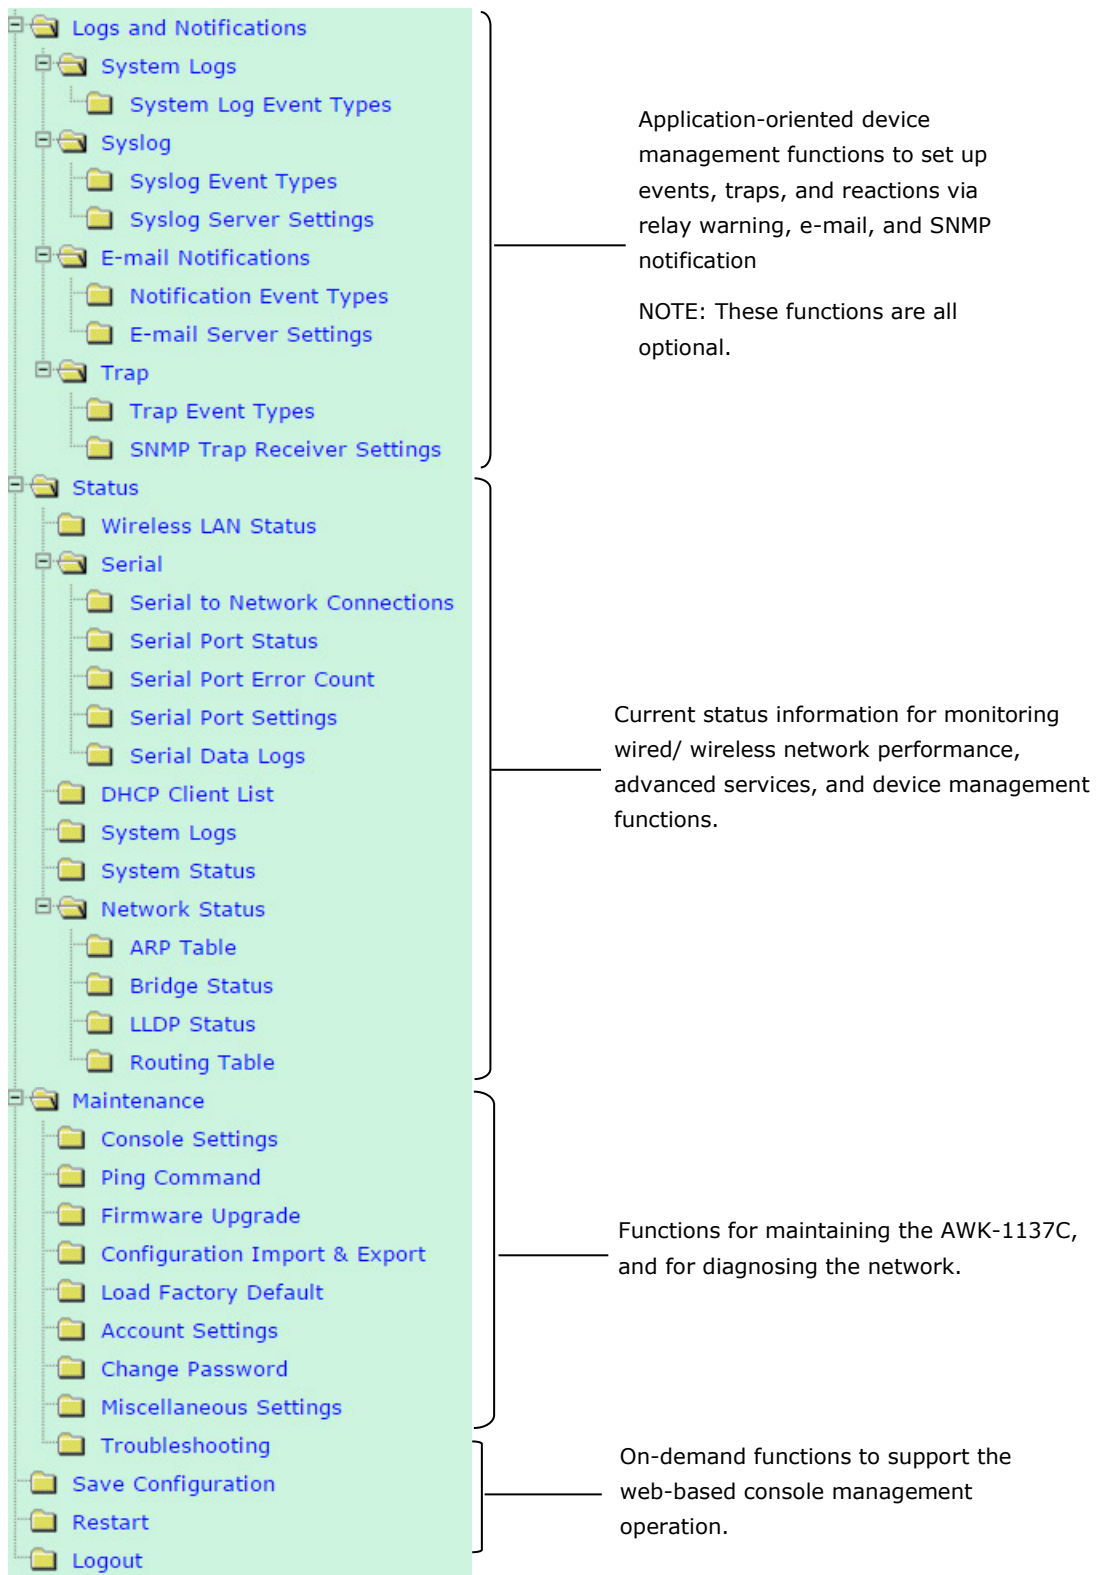 Logs and Notifications
System Logs
System Log Event Types
Syslog
Syslog Event Types
Syslog Server Settings
E-mail Notifications
Notification Event Types
E-mail Server Settings
Trap
Trap Event Types
SNMP Trap Receiver Settings
Application-oriented device
management functions to set up
events, traps, and reactions via
relay warning, e-mail, and SNMP
notification
NOTE: These functions are all
optional.
Status
Wireless LAN Status
Serial
Serial to Network Connections
Serial Port Status
Serial Port Error Count
Serial Port Settings
Serial Data Logs
DHCP Client List
System Logs
System Status
Network Status
ARP Table
Bridge Status
LLDP Status
Routing Table
Current status information for monitoring
wired/ wireless network performance,
advanced services, and device management
functions.
Maintenance
Console Settings
Ping Command
Firmware Upgrade
Configuration Import & Export
Load Factory Default
Account Settings
Change Password
Miscellaneous Settings
Troubleshooting
Functions for maintaining the AWK-1137C,
and for diagnosing the network.
Save Configuration
Restart
Logout
On-demand functions to support the
web-based console management
operation.